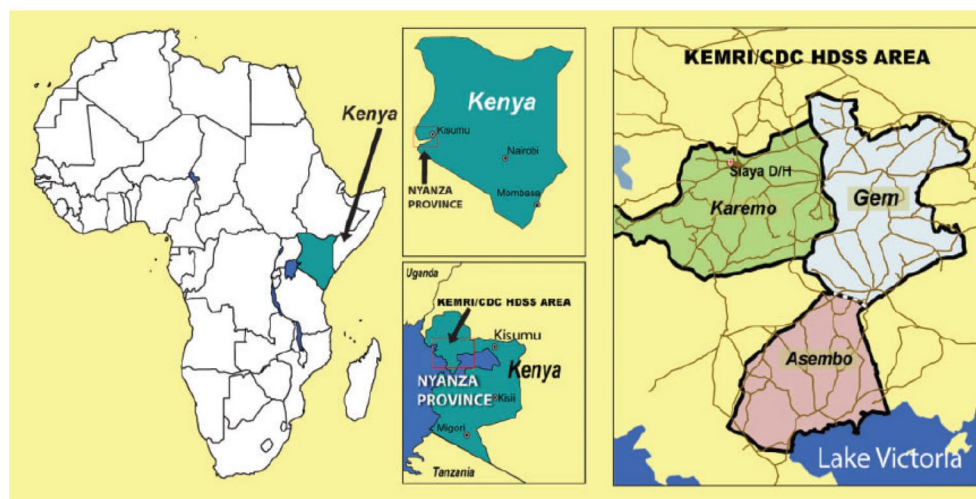 Kenya
Kenya
Kisumu
Nairobi
NYANZA
PROVINCE
Mombasa
Uganda
KEMRI/CDC HDSS AREA
Kisumu
Kenya
NYANZA
PROVINCE
Kisii
Migori
Tanzania
KEMRI/CDC HDSS AREA
Siaya D/H
Karemo
Gem
Asembo
Lake Victoria